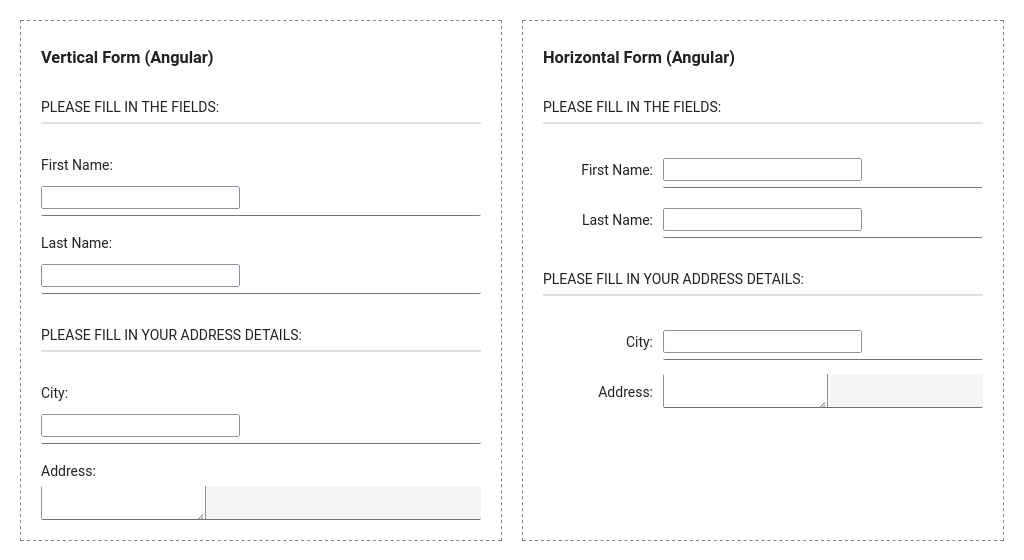 Vertical Form (Angular)
PLEASE FILL IN THE FIELDS:
First Name:
Last Name:
PLEASE FILL IN YOUR ADDRESS DETAILS:
City:
Address:
Horizontal Form (Angular)
PLEASE FILL IN THE FIELDS:
First Name:
Last Name:
PLEASE FILL IN YOUR ADDRESS DETAILS:
City:
Address: